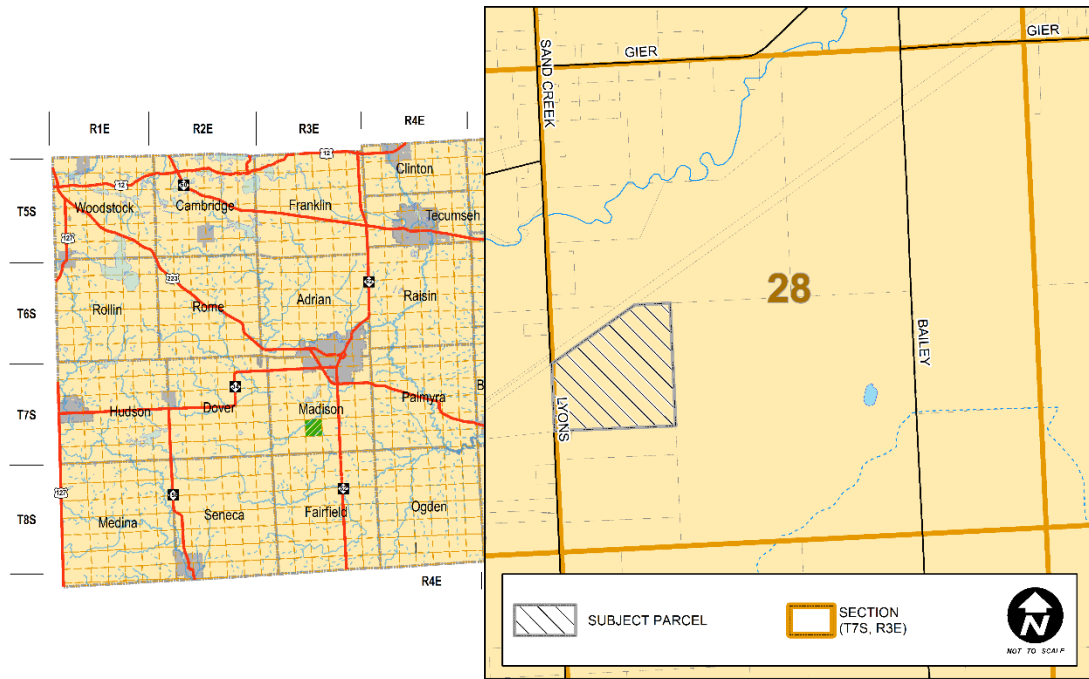 R1E
R2E
R3E
R4E
T5S
T6S
T7S
T8S
12
12
Clinton
Woodstock
Cambridge
Franklin
Tecumseh
127
223
Rollin
Rome
Adrian
Raisin
Hudson
Dover
Madison
Palmyra
B
127
Medina
Seneca
Fairfield
Ogden
R4E
SAND CREEK
GIER
GIER
28
BAILEY
LYONS
SUBJECT PARCEL
SECTION
(T7S, R3E)
N
NOT TO SCALE